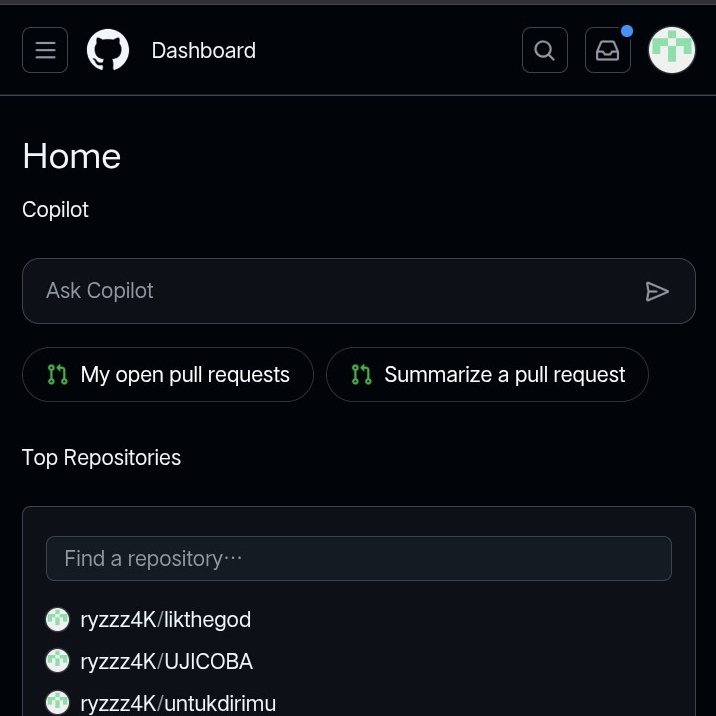 Dashboard
Home
Copilot
Ask Copilot
My open pull requests
Summarize a pull request
Top Repositories
Find a repository···
ryzzz4K/likthegod
ryzzz4K/UJICOBA
ryzzz4K/untukdirimu